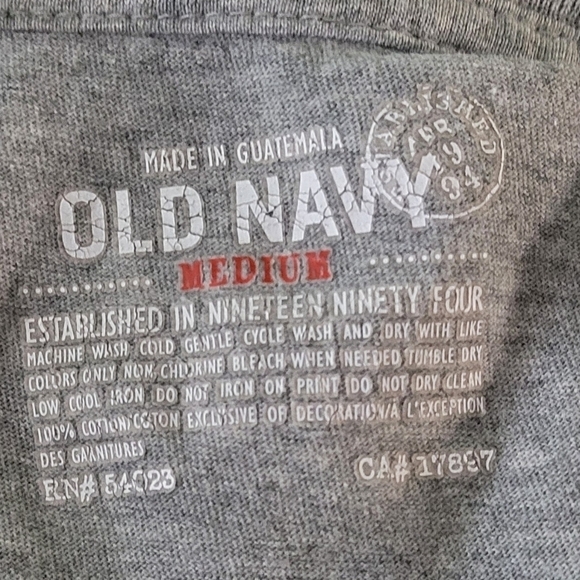 MADE IN GUATEMALA
ESTABLISHED
APR
9
94
OLD NAVY
MEDIUM
ESTABLISHED IN NINETEEN NINETY FOUR
MACHINE WASH COLD GENTLE CYCLE WASH AND DRY WITH LIKE
COLORS ONLY NON CHLORINE BLEACH WHEN NEEDED TUMBLE DRY
LOW COOL IRON DO NOT IRON ON PRINT DO NOT DRY CLEAN
100% COTTON/COTON EXCLUSIVE OF DECORATION/A L'EXCEPTION
DES GARNITURES
RN# 54023
CA# 17897